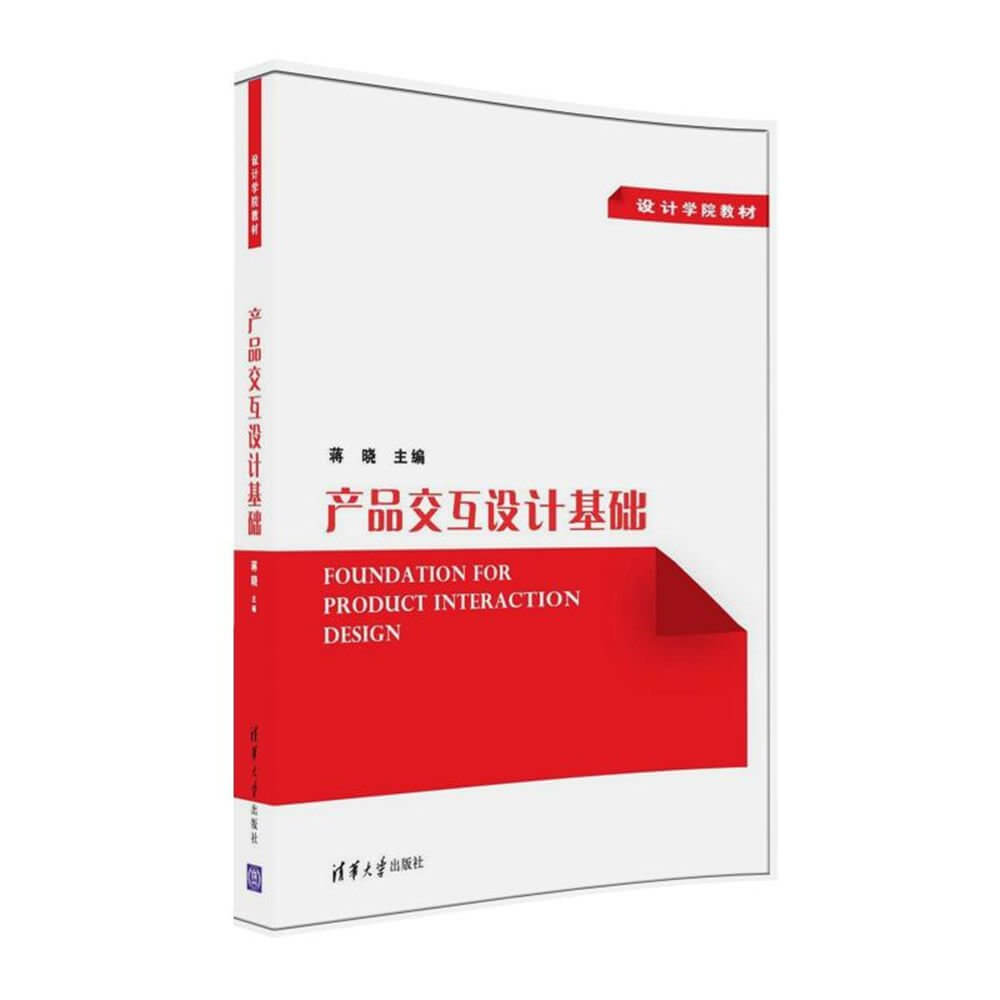 设计学院教材
产品交互设计基础
蒋晓 主编
清华大学出版社
设计学院教材
蒋 晓 主编
产品交互设计基础
FOUNDATION FOR
PRODUCT INTERACTION
DESIGN
清华大学出版社